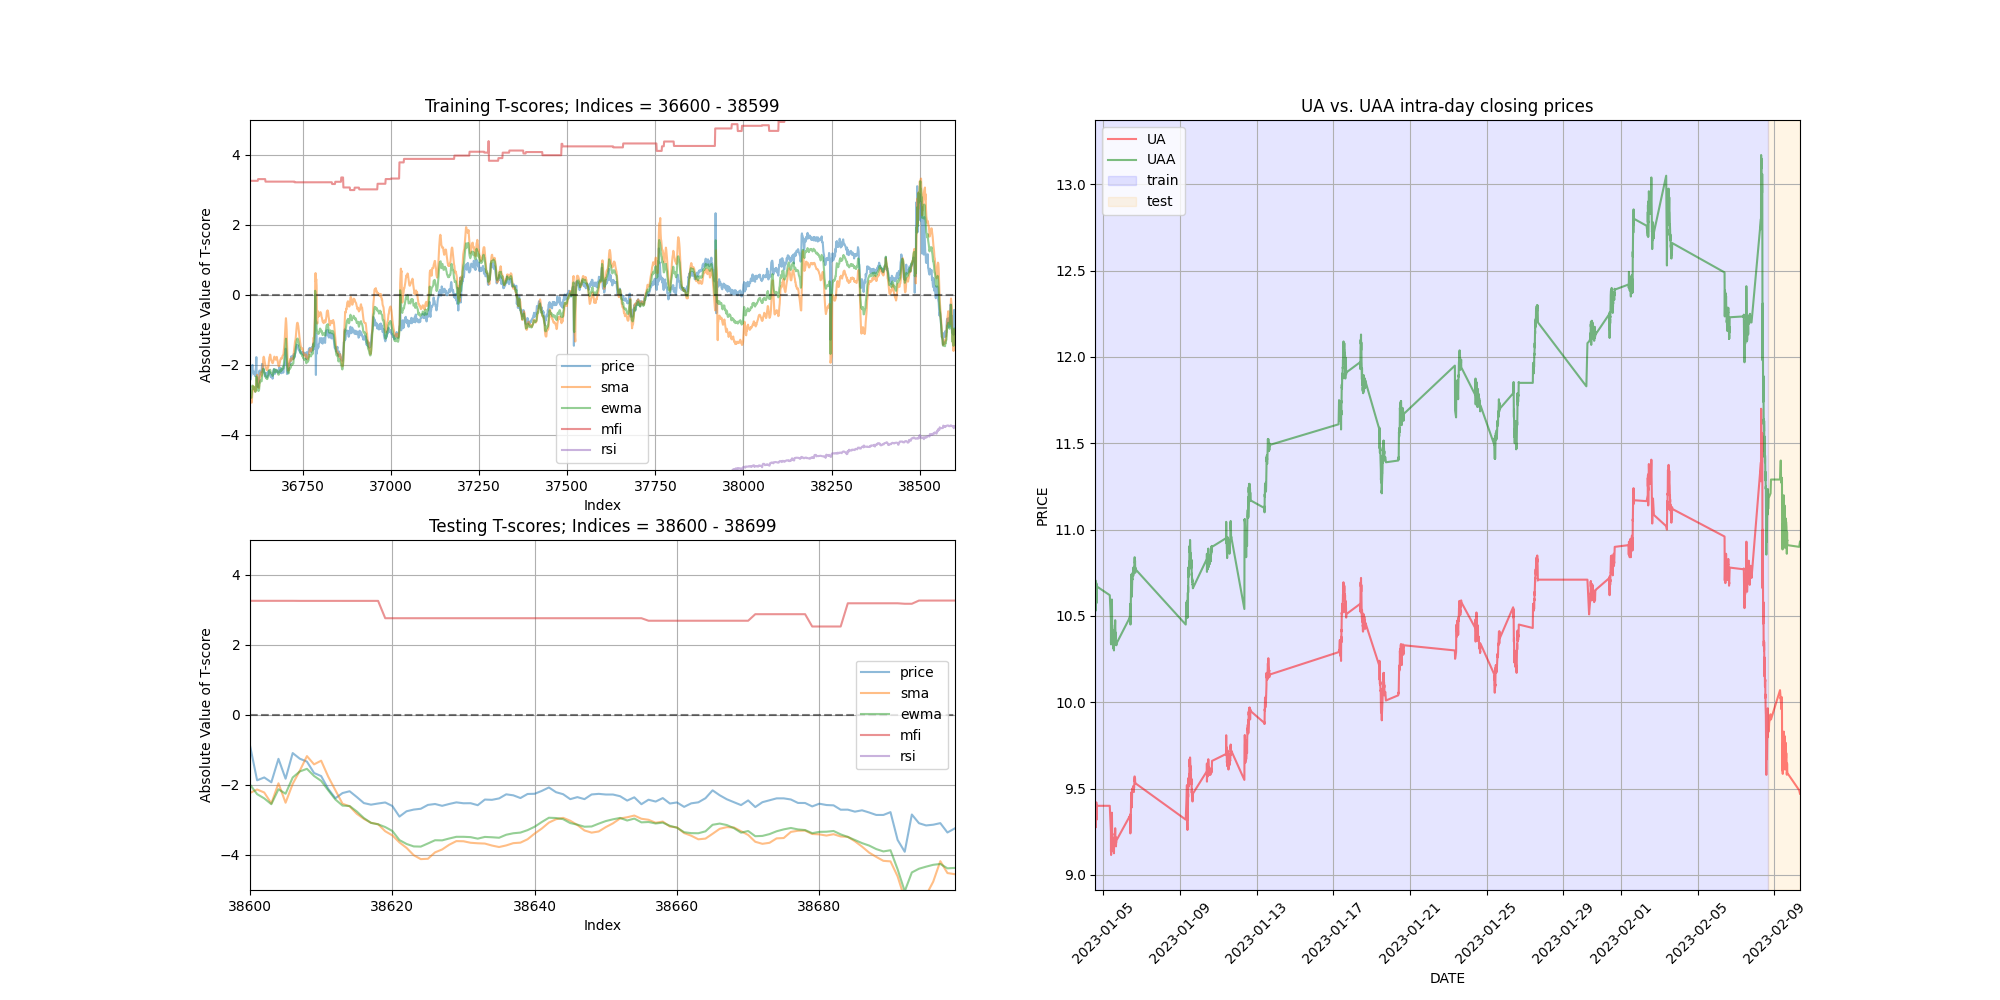 Training T-scores; Indices = 36600 - 38599
Absolute Value of T-score
4
2
0
−2
−4
price
sma
ewma
mfi
rsi
36750 37000 37250 37500 37750 38000 38250 38500
Index
Testing T-scores; Indices = 38600 - 38699
Absolute Value of T-score
4
2
0
−2
−4
price
sma
ewma
mfi
rsi
38600 38620 38640 38660 38680
Index
UA vs. UAA intra-day closing prices
UA
UAA
train
test
PRICE
13.0
12.5
12.0
11.5
11.0
10.5
10.0
9.5
9.0
2023-01-05 2023-01-09 2023-01-13 2023-01-17 2023-01-21 2023-01-25 2023-01-29 2023-02-01 2023-02-05 2023-02-09
DATE